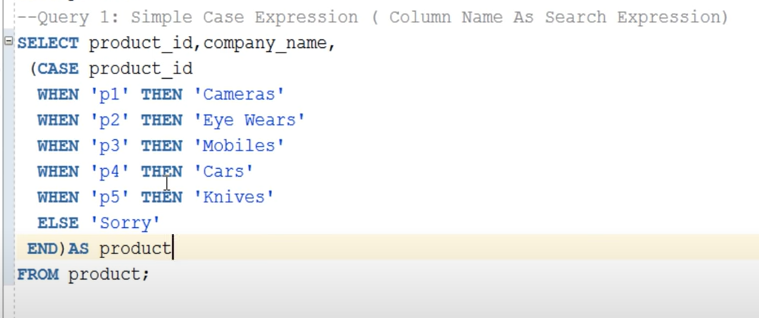 --Query 1: Simple Case Expression ( Column Name As Search Expression)
SELECT product_id,company_name,
(CASE product_id
WHEN 'p1' THEN 'Cameras'
WHEN 'p2' THEN 'Eye Wears'
WHEN 'p3' THEN 'Mobiles'
WHEN 'p4' THEN 'Cars'
WHEN 'p5' THEN 'Knives'
ELSE 'Sorry'
END)AS product
FROM product;